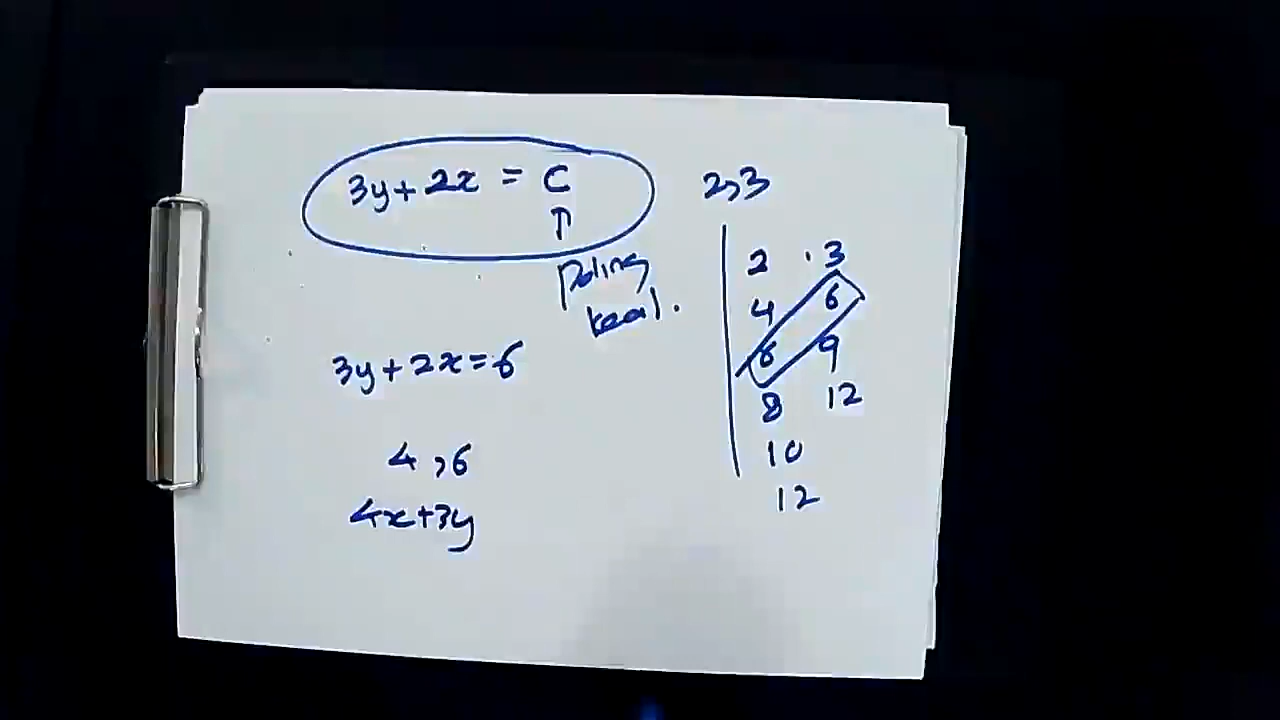 3y + 2x = C
↑
paling
kecil.
3y + 2x = 6
4, 6
4x + 3y
2, 3
2 . 3
4 6
6 9
8 12
10
12